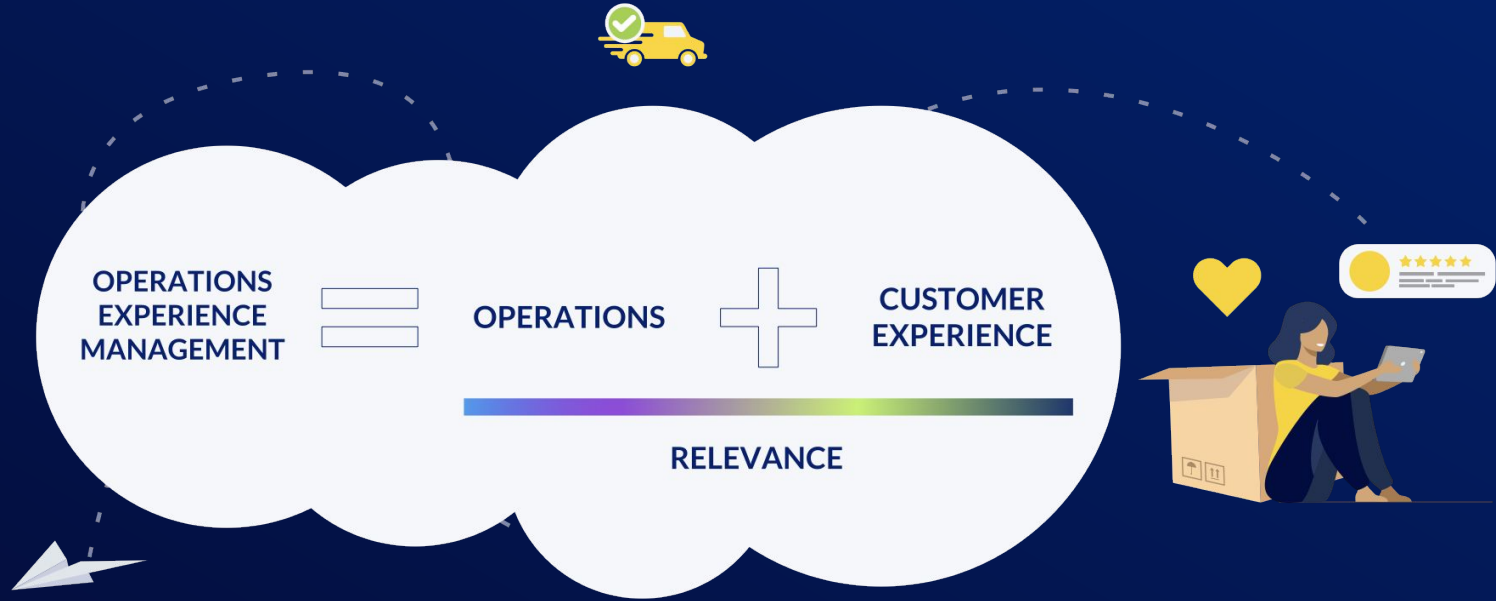 OPERATIONS
EXPERIENCE
MANAGEMENT
OPERATIONS
CUSTOMER
EXPERIENCE
RELEVANCE